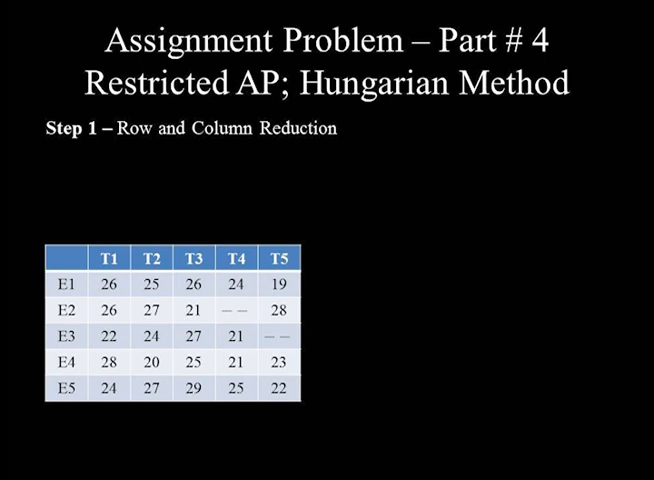 Assignment Problem – Part # 4
Restricted AP; Hungarian Method
Step 1 – Row and Column Reduction
T1 T2 T3 T4 T5
E1 26 25 26 24 19
E2 26 27 21 – – 28
E3 22 24 27 21 – –
E4 28 20 25 21 23
E5 24 27 29 25 22